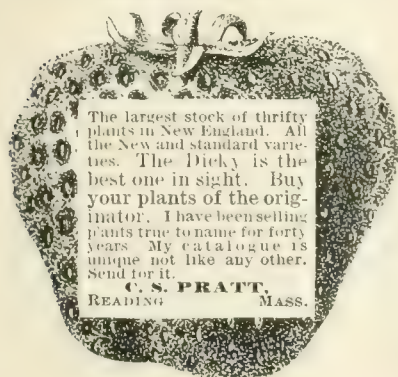 The largest stock of thrifty
plants in New England. All
the New and standard varie-
ties. The Dicky is the
best one in sight. Buy
your plants of the orig-
inator. I have been selling
plants true to name for forty
years My catalogue is
unique not like any other.
Send for it.
C. S. PRATT,
READING MASS.